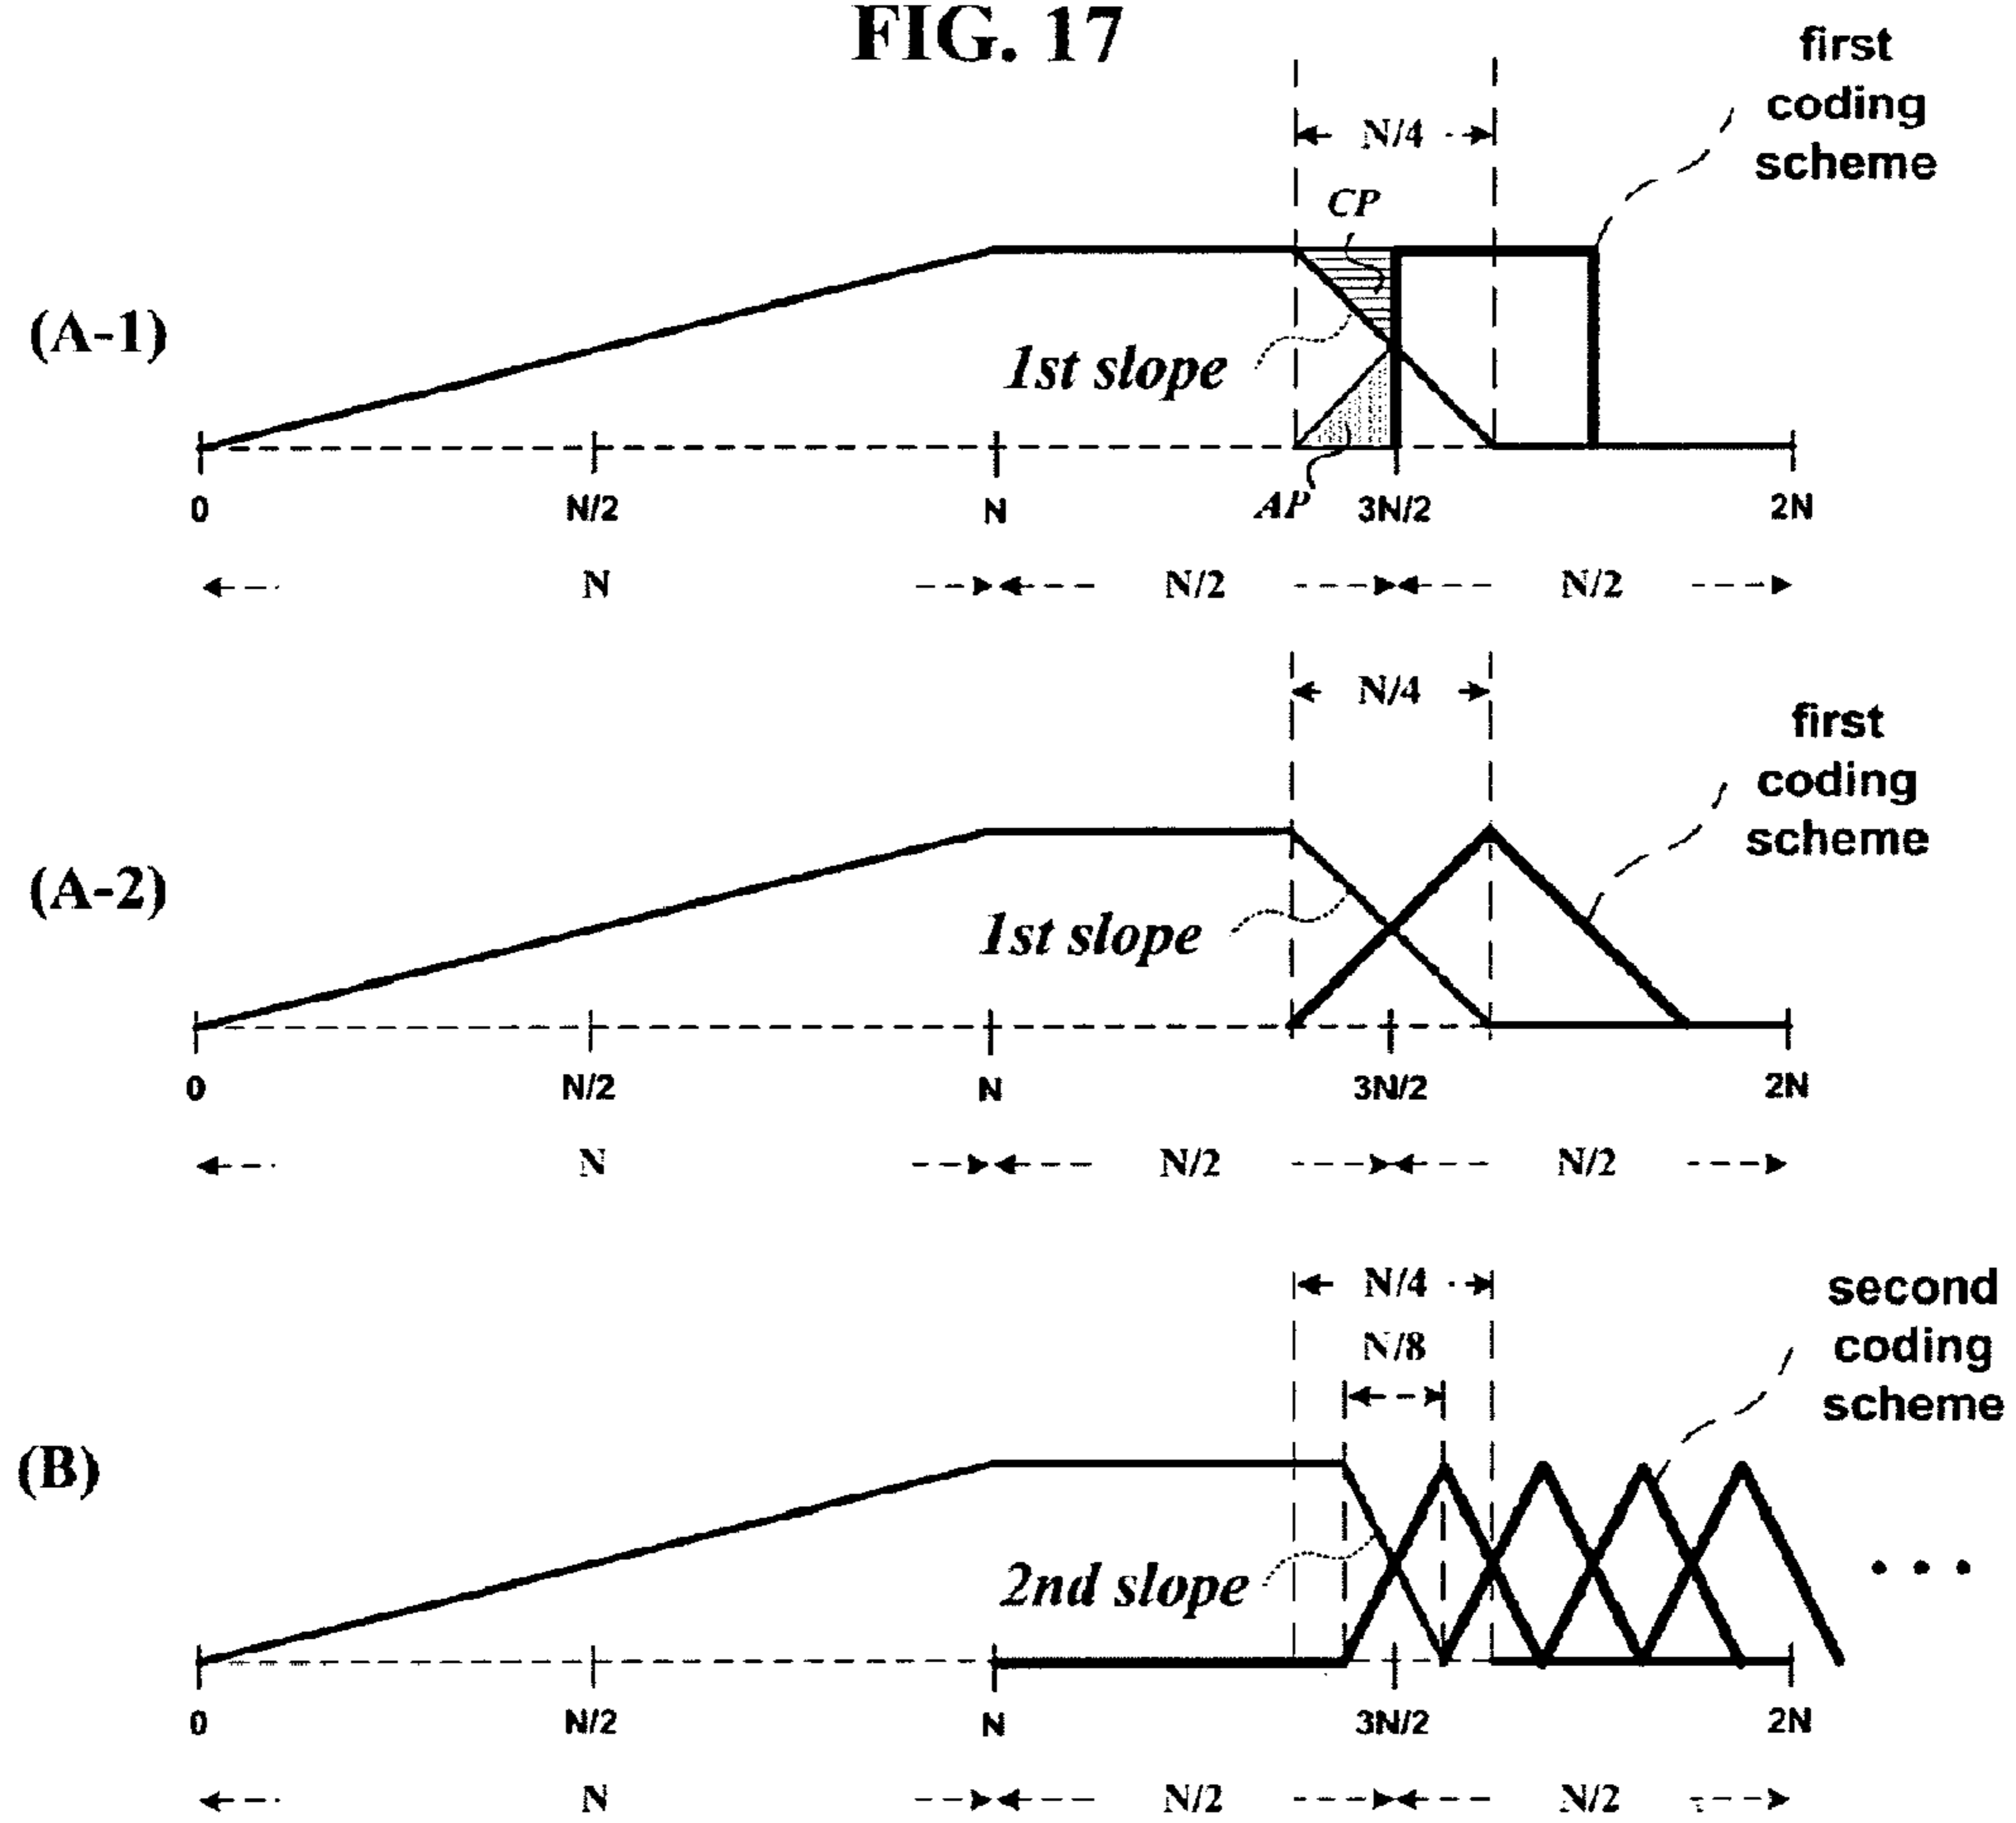 FIG. 17
first
coding
scheme
N/4
CP
(A-1)
1st slope
AP
0 N/2 N 3N/2 2N
N N/2 N/2
N/4
first
coding
scheme
(A-2)
1st slope
0 N/2 N 3N/2 2N
N N/2 N/2
N/4
N/8
second
coding
scheme
(B)
2nd slope
• • •
0 N/2 N 3N/2 2N
N N/2 N/2